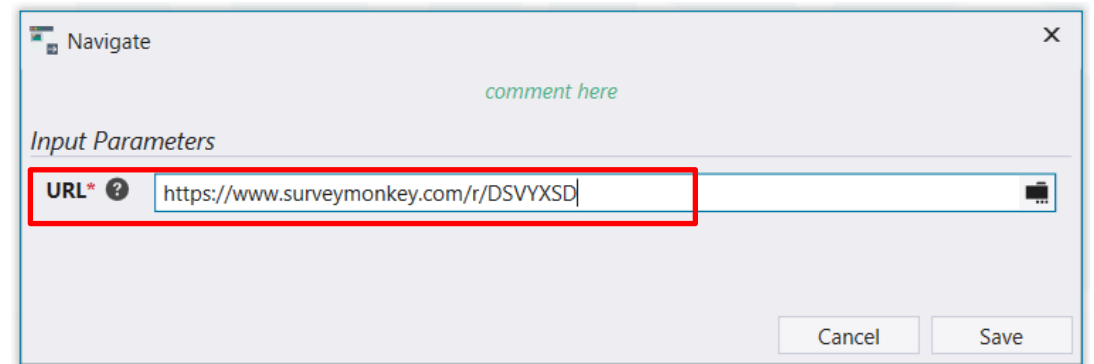 Navigate
comment here
Input Parameters
URL* ? https://www.surveymonkey.com/r/DSVYXSD
Cancel Save